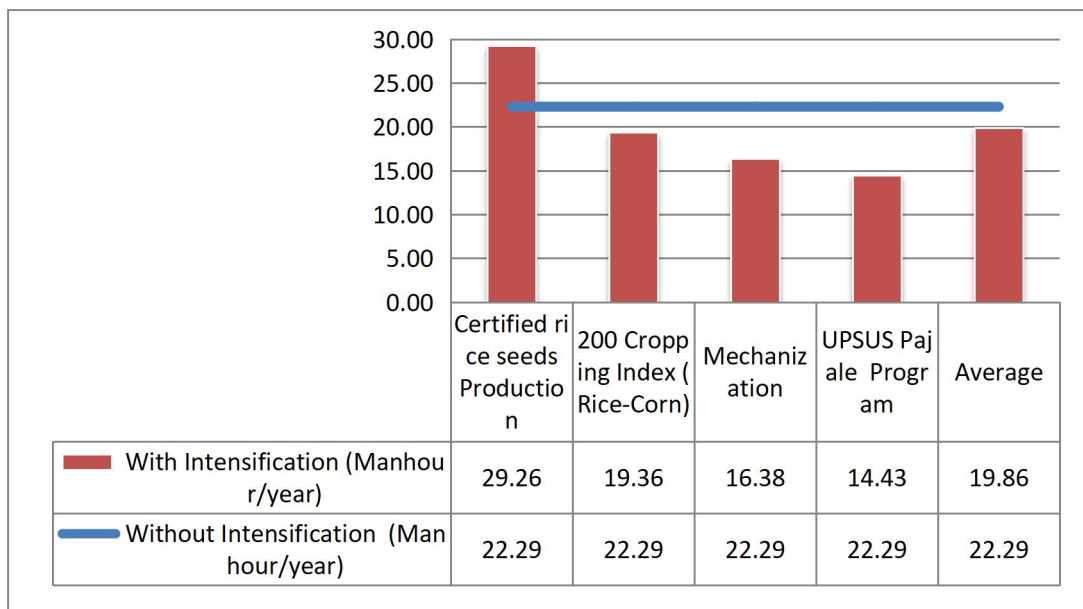 30.00
25.00
20.00
15.00
10.00
5.00
0.00
Certified ri
ce seeds
Productio
n
200 Cropp
ing Index (
Rice-Corn)
Mechaniz
ation
UPSUS Paj
ale Progr
am
Average
With Intensification (Manhou
r/year)
29.26 19.36 16.38 14.43 19.86
Without Intensification (Man
hour/year)
22.29 22.29 22.29 22.29 22.29